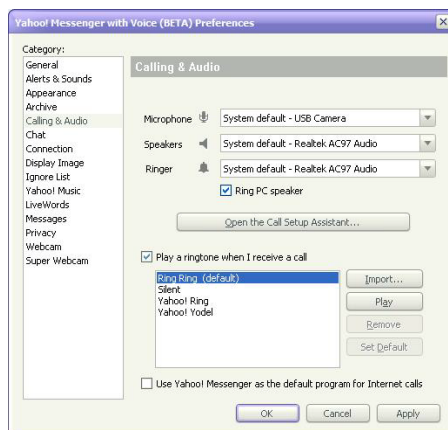 Yahoo! Messenger with Voice (BETA) Preferences
Category:
General
Alerts & Sounds
Appearance
Archive
Calling & Audio
Chat
Connection
Display Image
Ignore List
Yahoo! Music
LiveWords
Messages
Privacy
Webcam
Super Webcam
Calling & Audio
Microphone System default - USB Camera
Speakers System default - Realtek AC97 Audio
Ringer System default - Realtek AC97 Audio
Ring PC speaker
Open the Call Setup Assistant...
Play a ringtone when I receive a call
Ring Ring (default)
Silent
Yahoo! Ring
Yahoo! Yodel
Import...
Play
Remove
Set Default
Use Yahoo! Messenger as the default program for Internet calls
OK Cancel Apply